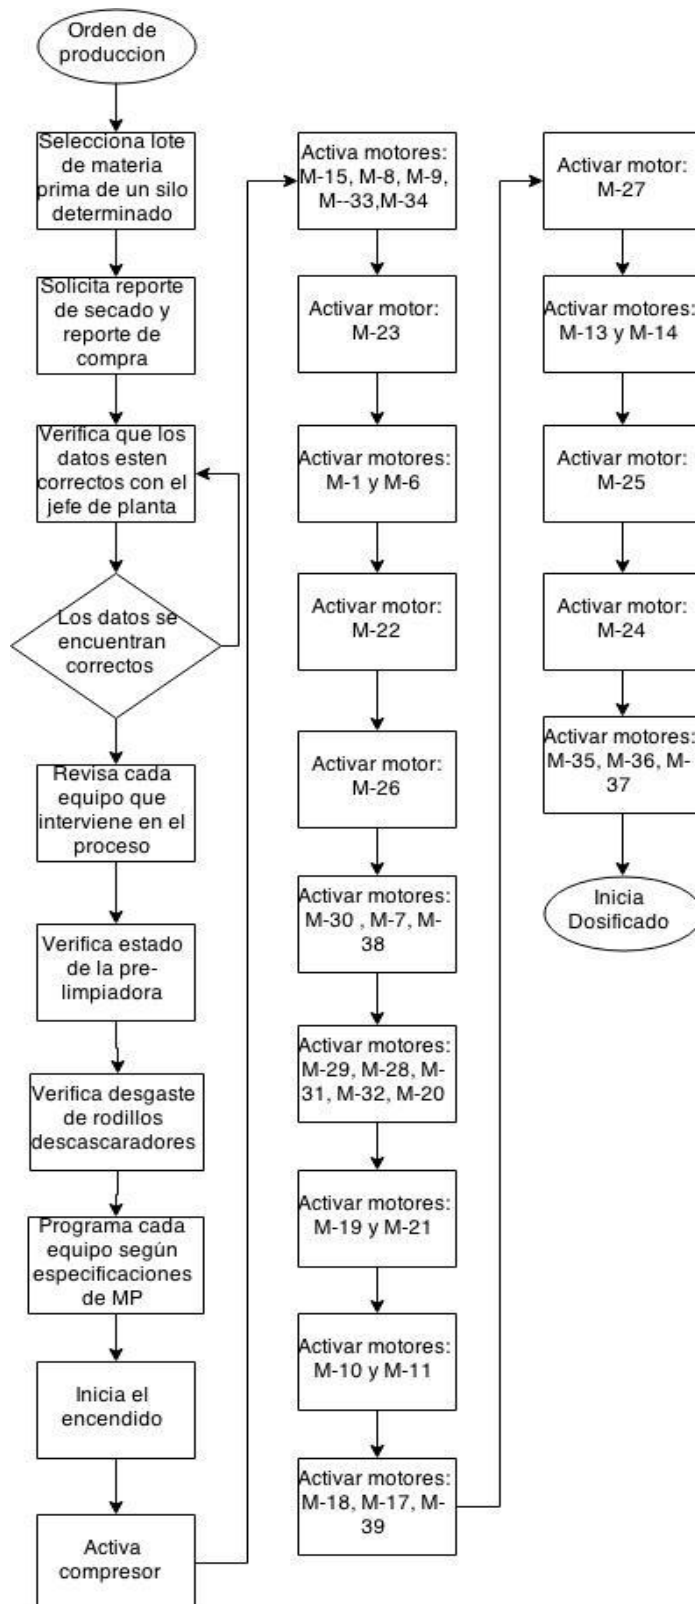 Orden de
produccion
Selecciona lote
de materia
prima de un silo
determinado
Solicita reporte
de secado y
reporte de
compra
Verifica que los
datos esten
correctos con el
jefe de planta
Los datos se
encuentran
correctos
Revisa cada
equipo que
interviene en el
proceso
Verifica estado
de la pre-
limpiadora
Verifica desgaste
de rodillos
descascaradores
Programa cada
equipo según
especificaciones
de MP
Inicia el
encendido
Activa
compresor
Activa motores:
M-15, M-8, M-9,
M--33,M-34
Activar motor:
M-23
Activar motores:
M-1 y M-6
Activar motor:
M-22
Activar motor:
M-26
Activar motores:
M-30 , M-7, M-
38
Activar motores:
M-29, M-28, M-
31, M-32, M-20
Activar motores:
M-19 y M-21
Activar motores:
M-10 y M-11
Activar motores:
M-18, M-17, M-
39
Activar motor:
M-27
Activar motores:
M-13 y M-14
Activar motor:
M-25
Activar motor:
M-24
Activar motores:
M-35, M-36, M-
37
Inicia
Dosificado